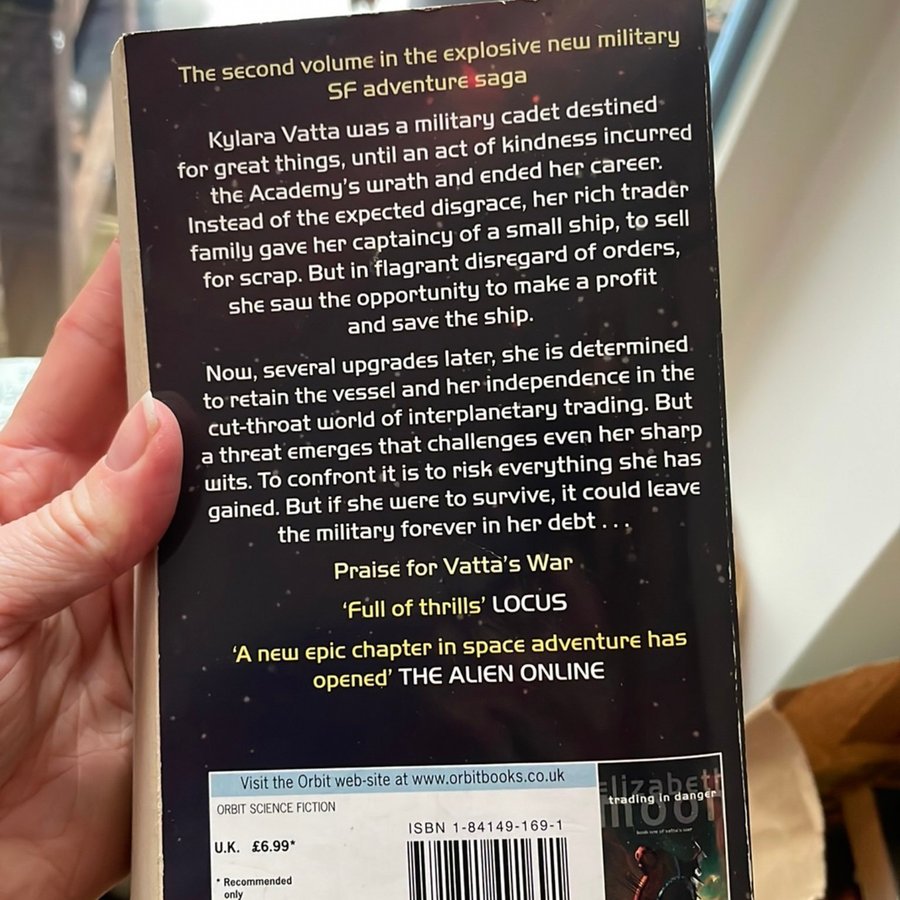 The second volume in the explosive new military
SF adventure saga
Kylara Vatta was a military cadet destined
for great things, until an act of kindness incurred
the Academy's wrath and ended her career.
Instead of the expected disgrace, her rich trader
family gave her captaincy of a small ship, to sell
for scrap. But in flagrant disregard of orders,
she saw the opportunity to make a profit
and save the ship.
Now, several upgrades later, she is determined
to retain the vessel and her independence in the
cut-throat world of interplanetary trading. But
a threat emerges that challenges even her sharp
wits. To confront it is to risk everything she has
gained. But if she were to survive, it could leave
the military forever in her debt . . .
Praise for Vatta's War
'Full of thrills' LOCUS
'A new epic chapter in space adventure has
opened' THE ALIEN ONLINE
Visit the Orbit web-site at www.orbitbooks.co.uk
ORBIT SCIENCE FICTION
U.K. £6.99*
* Recommended
only
ISBN 1-84149-169-1
elizabeth
moon
trading in danger
book one of vatta's war